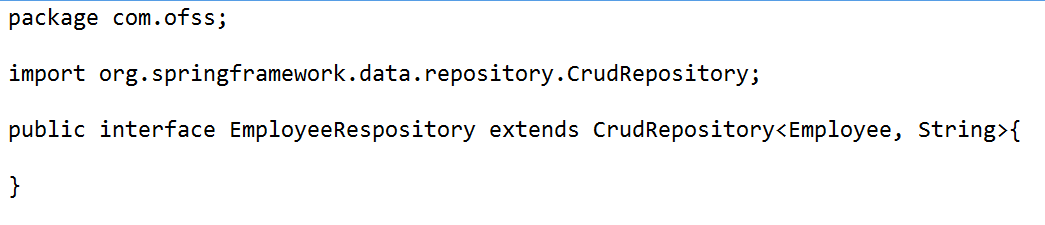 package com.ofss;
import org.springframework.data.repository.CrudRepository;
public interface EmployeeRespository extends CrudRepository<Employee, String>{
}